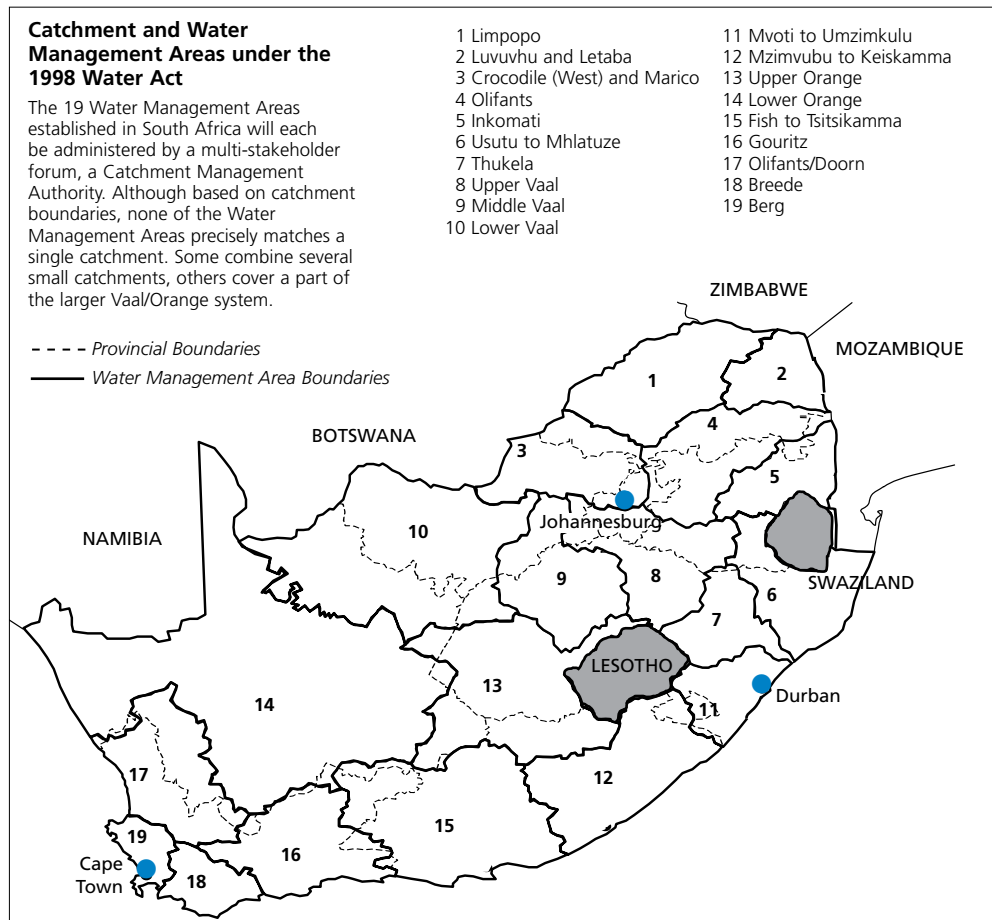 Catchment and Water
Management Areas under the
1998 Water Act
The 19 Water Management Areas
established in South Africa will each
be administered by a multi-stakeholder
forum, a Catchment Management
Authority. Although based on catchment
boundaries, none of the Water
Management Areas precisely matches a
single catchment. Some combine several
small catchments, others cover a part of
the larger Vaal/Orange system.
1 Limpopo
2 Luvuvhu and Letaba
3 Crocodile (West) and Marico
4 Olifants
5 Inkomati
6 Usutu to Mhlatuze
7 Thukela
8 Upper Vaal
9 Middle Vaal
10 Lower Vaal
11 Mvoti to Umzimkulu
12 Mzimvubu to Keiskamma
13 Upper Orange
14 Lower Orange
15 Fish to Tsitsikamma
16 Gouritz
17 Olifants/Doorn
18 Breede
19 Berg
Provincial Boundaries
Water Management Area Boundaries
ZIMBABWE
MOZAMBIQUE
BOTSWANA
NAMIBIA
SWAZILAND
LESOTHO
Johannesburg
Durban
Cape
Town
1
2
3
4
5
6
7
8
9
10
11
12
13
14
15
16
17
18
19